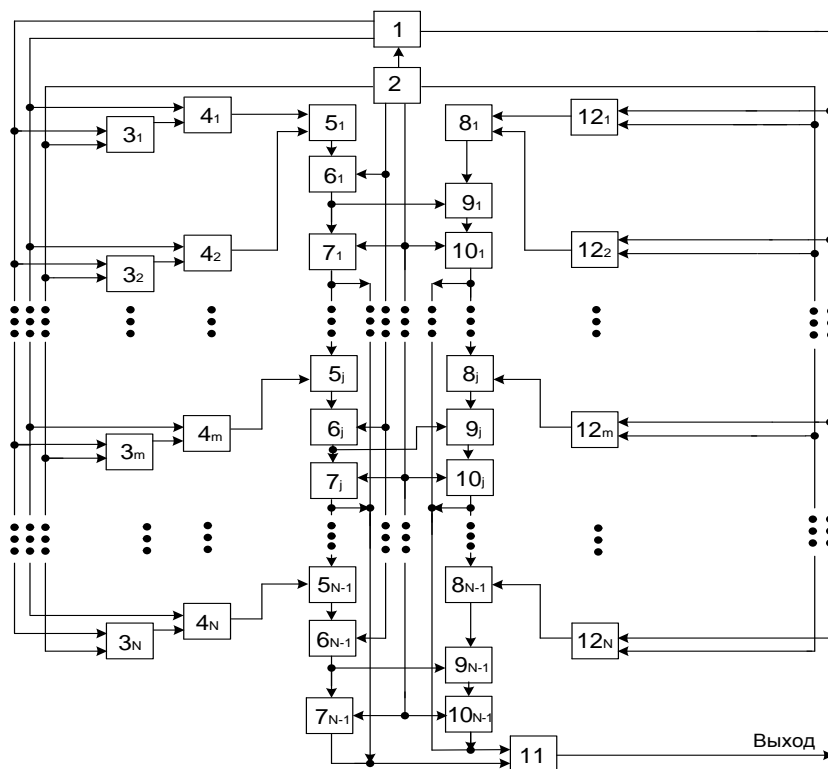 1
2
4₁
5₁
8₁
12₁
3₁
6₁
9₁
4₂
7₁
10₁
12₂
3₂
5ⱼ
8ⱼ
4ₘ
6ⱼ
9ⱼ
12ₘ
3ₘ
7ⱼ
10ⱼ
5N-1
8N-1
4N
3N
6N-1
12N
9N-1
7N-1
10N-1
Выход
11